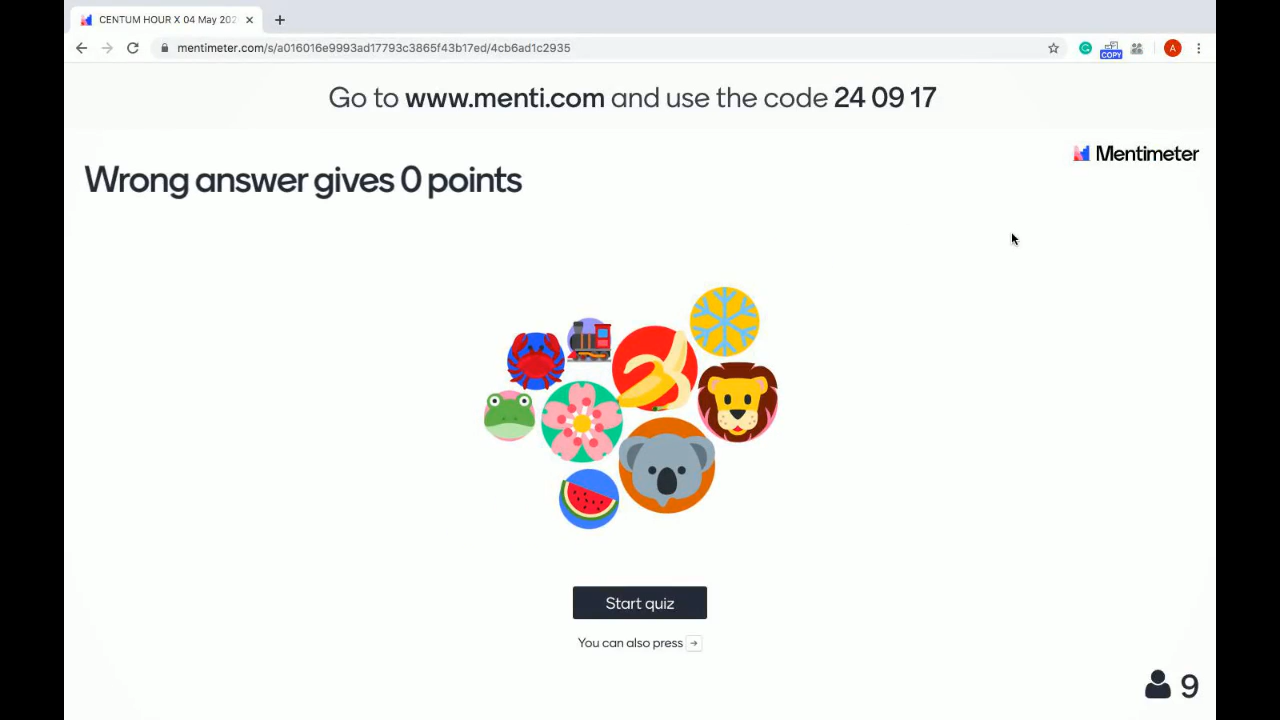 CENTUM HOUR X 04 May 202
mentimeter.com/s/a016016e9993ad17793c3865f43b17ed/4cb6ad1c2935
COPY
A
Go to www.menti.com and use the code 24 09 17
Mentimeter
Wrong answer gives 0 points
Start quiz
You can also press
9